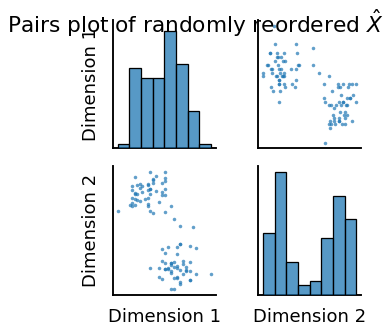 Pairs plot of randomly reordered X̂
Dimension 1
Dimension 2
Dimension 1
Dimension 2